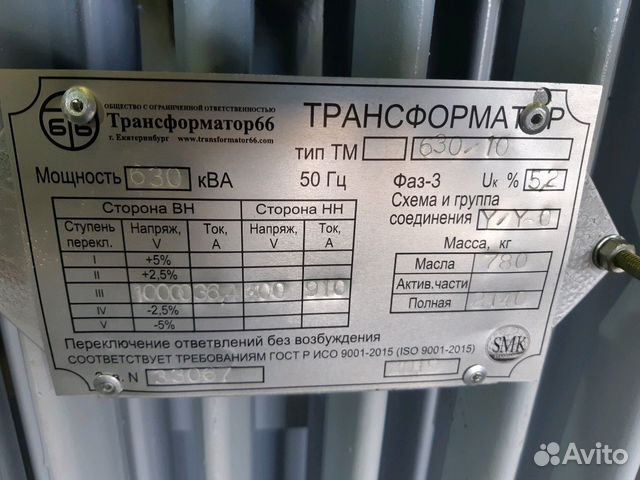 ОБЩЕСТВО С ОГРАНИЧЕННОЙ ОТВЕТСТВЕННОСТЬЮ
Трансформатор66
г. Екатеринбург www.transformator66.com
ТРАНСФОРМАТОР
тип ТМ 630/10
Мощность 630 кВА 50 Гц Фаз-3 Uк % 5,2
Схема и группа
соединения Y/Y-0
Сторона ВН Сторона НН
Ступень перекл. Напряж, V Ток, A Напряж, V Ток, A
I +5%
II +2,5%
III 10000 36,4 400 910
IV -2,5%
V -5%
Масса, кг
Масла 780
Актив.части
Полная 2140
Переключение ответвлений без возбуждения
СООТВЕТСТВУЕТ ТРЕБОВАНИЯМ ГОСТ Р ИСО 9001-2015 (ISO 9001-2015)
SMK
N 33067
Avito